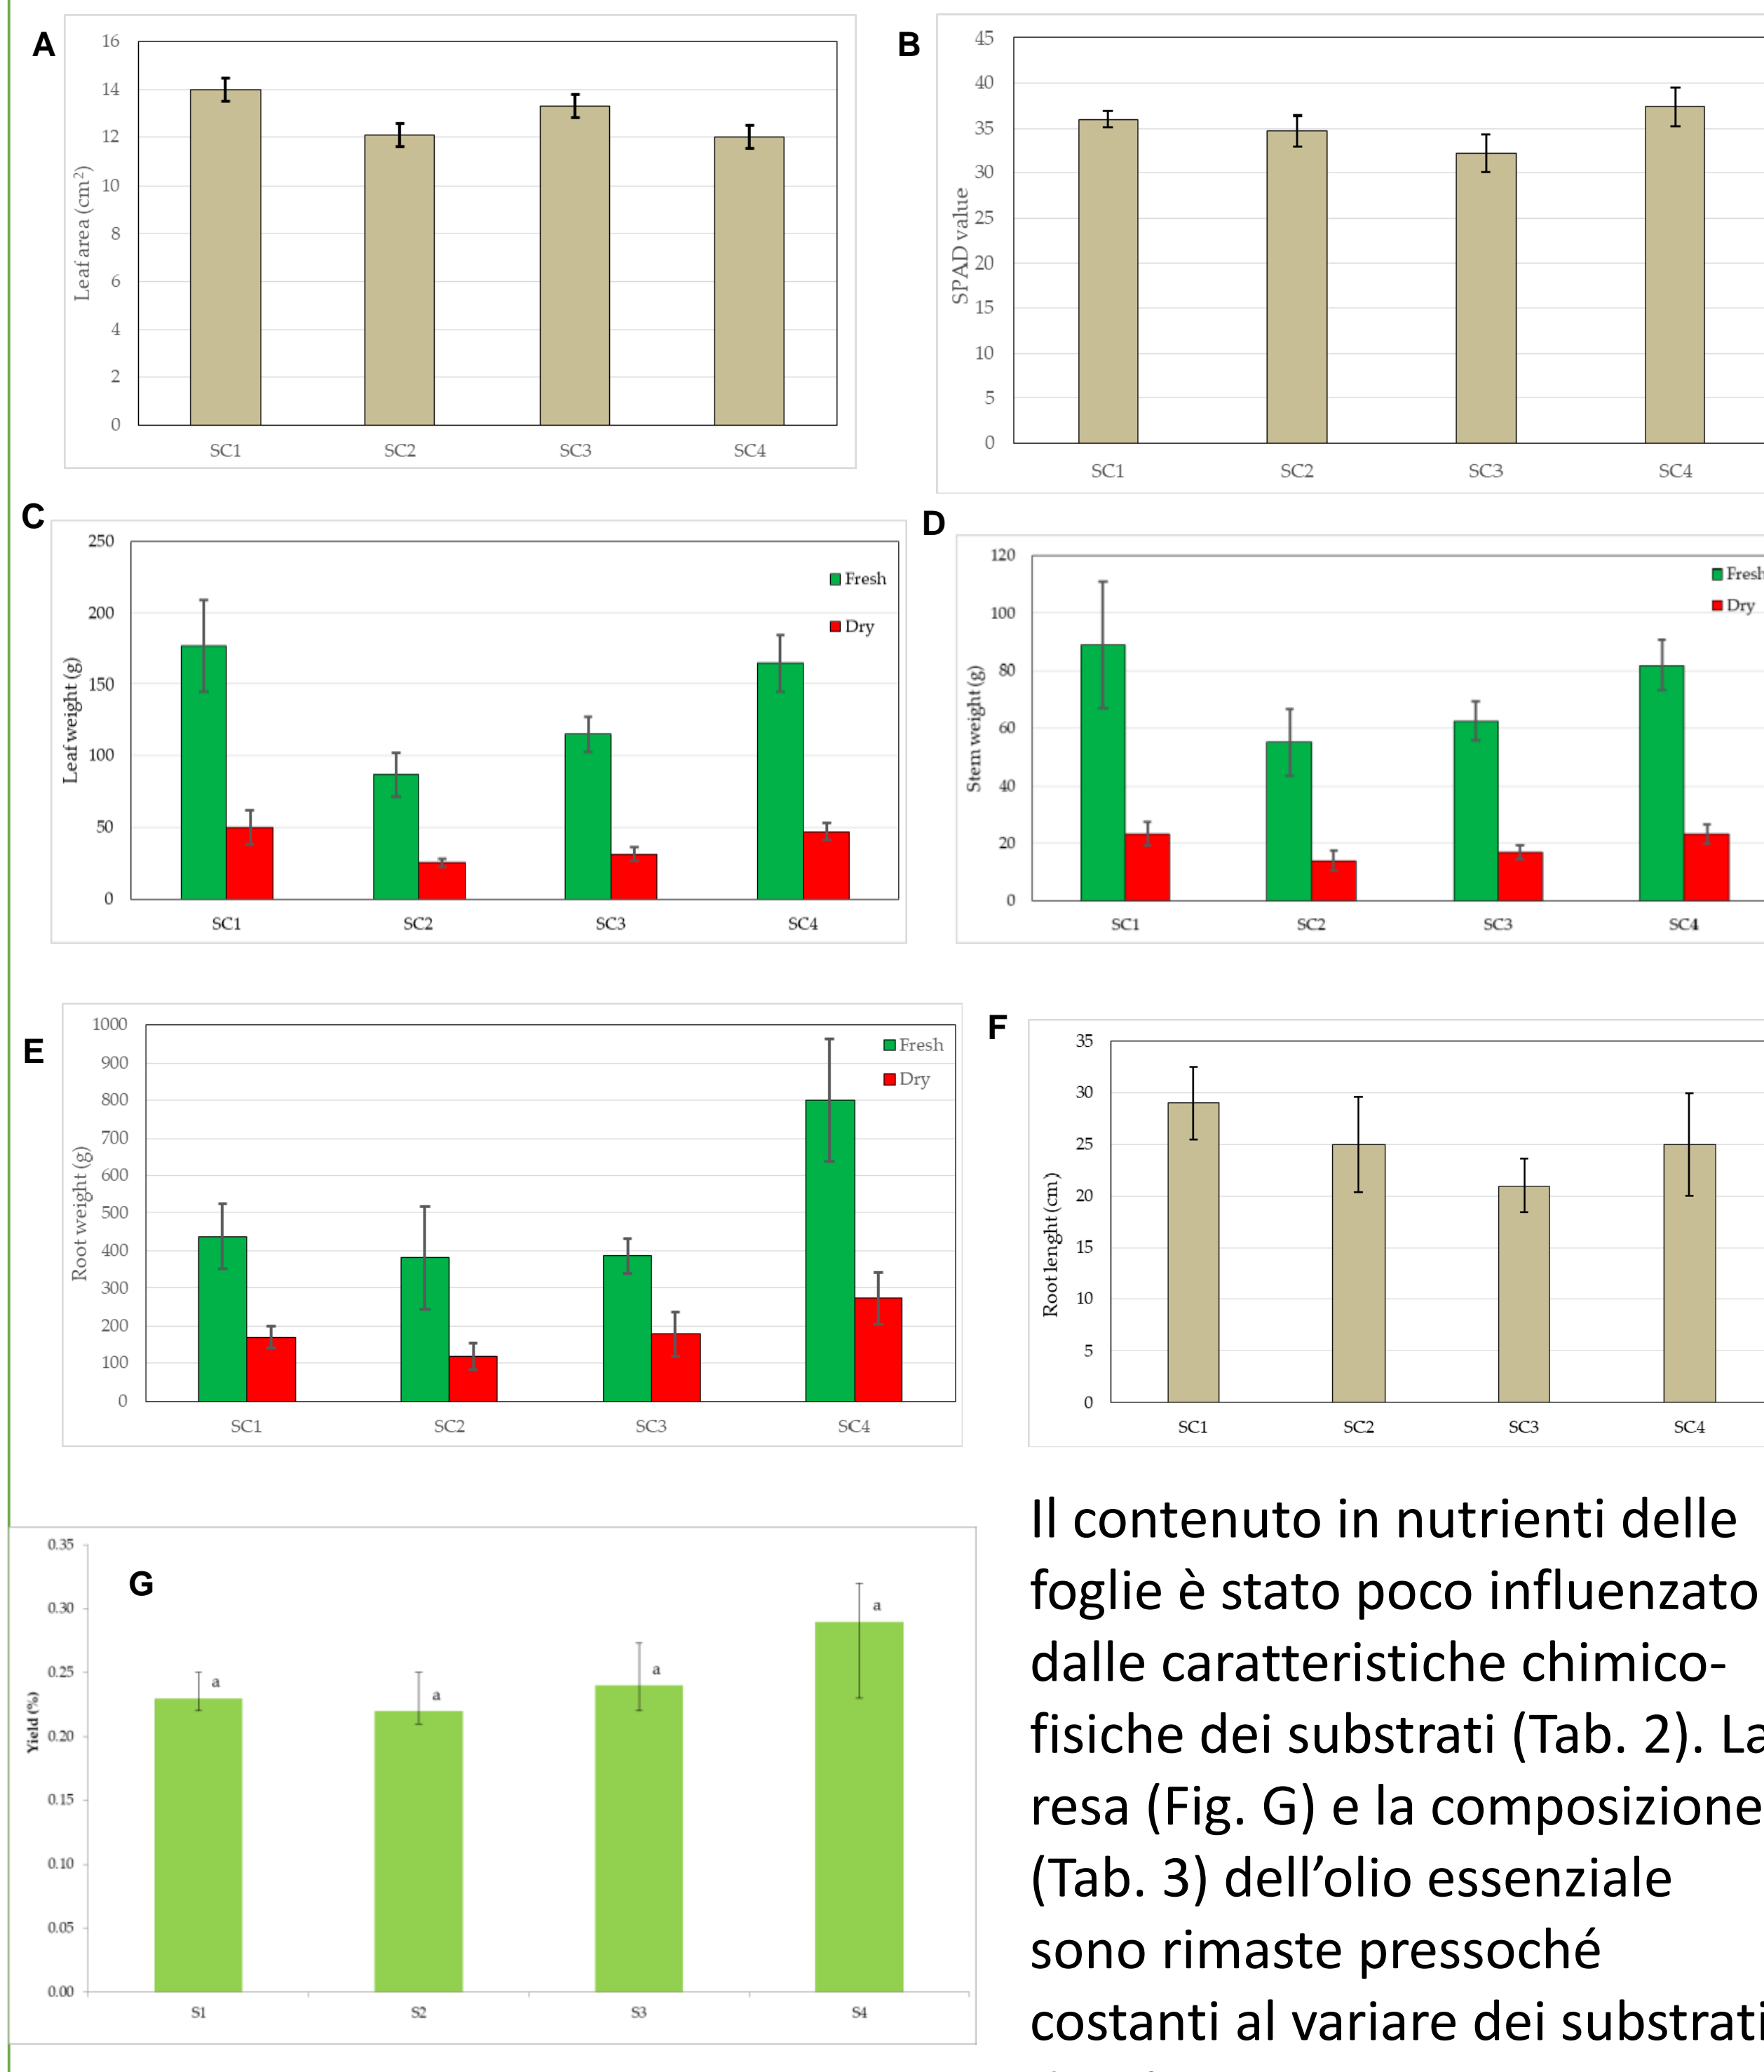 A
16
14
12
10
8
6
4
2
0
Leaf area (cm²)
SC1 SC2 SC3 SC4
B
45
40
35
30
25
20
15
10
5
0
SPAD value
SC1 SC2 SC3 SC4
C
250
200
150
100
50
0
Leaf weight (g)
Fresh
Dry
SC1 SC2 SC3 SC4
D
120
100
80
60
40
20
0
Stem weight (g)
Fresh
Dry
SC1 SC2 SC3 SC4
E
1000
900
800
700
600
500
400
300
200
100
0
Root weight (g)
Fresh
Dry
SC1 SC2 SC3 SC4
F
35
30
25
20
15
10
5
0
Root lenght (cm)
SC1 SC2 SC3 SC4
G
0.35
0.30
0.25
0.20
0.15
0.10
0.05
0.00
Yield (%)
a a a a
S1 S2 S3 S4
Il contenuto in nutrienti delle
foglie è stato poco influenzato
dalle caratteristiche chimico-
fisiche dei substrati (Tab. 2). La
resa (Fig. G) e la composizione
(Tab. 3) dell’olio essenziale
sono rimaste pressoché
costanti al variare dei substrati